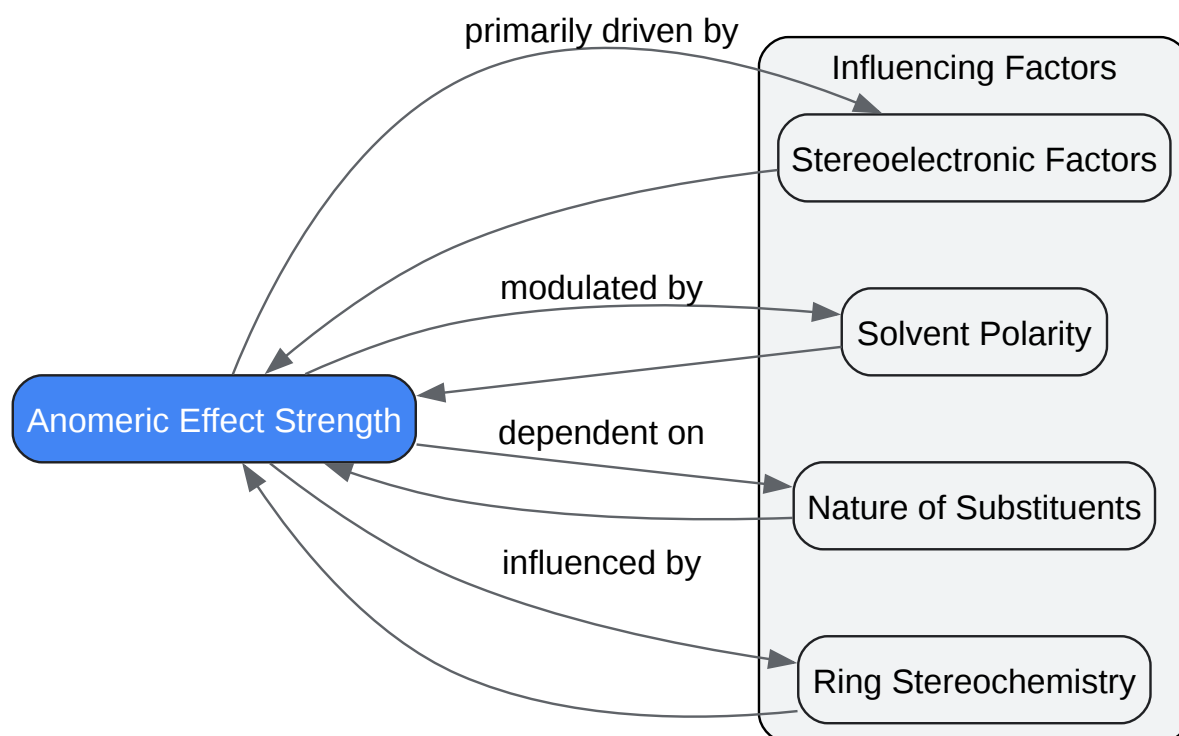 primarily driven by
Influencing Factors
Stereoelectronic Factors
modulated by
Solvent Polarity
Anomeric Effect Strength
dependent on
Nature of Substituents
influenced by
Ring Stereochemistry